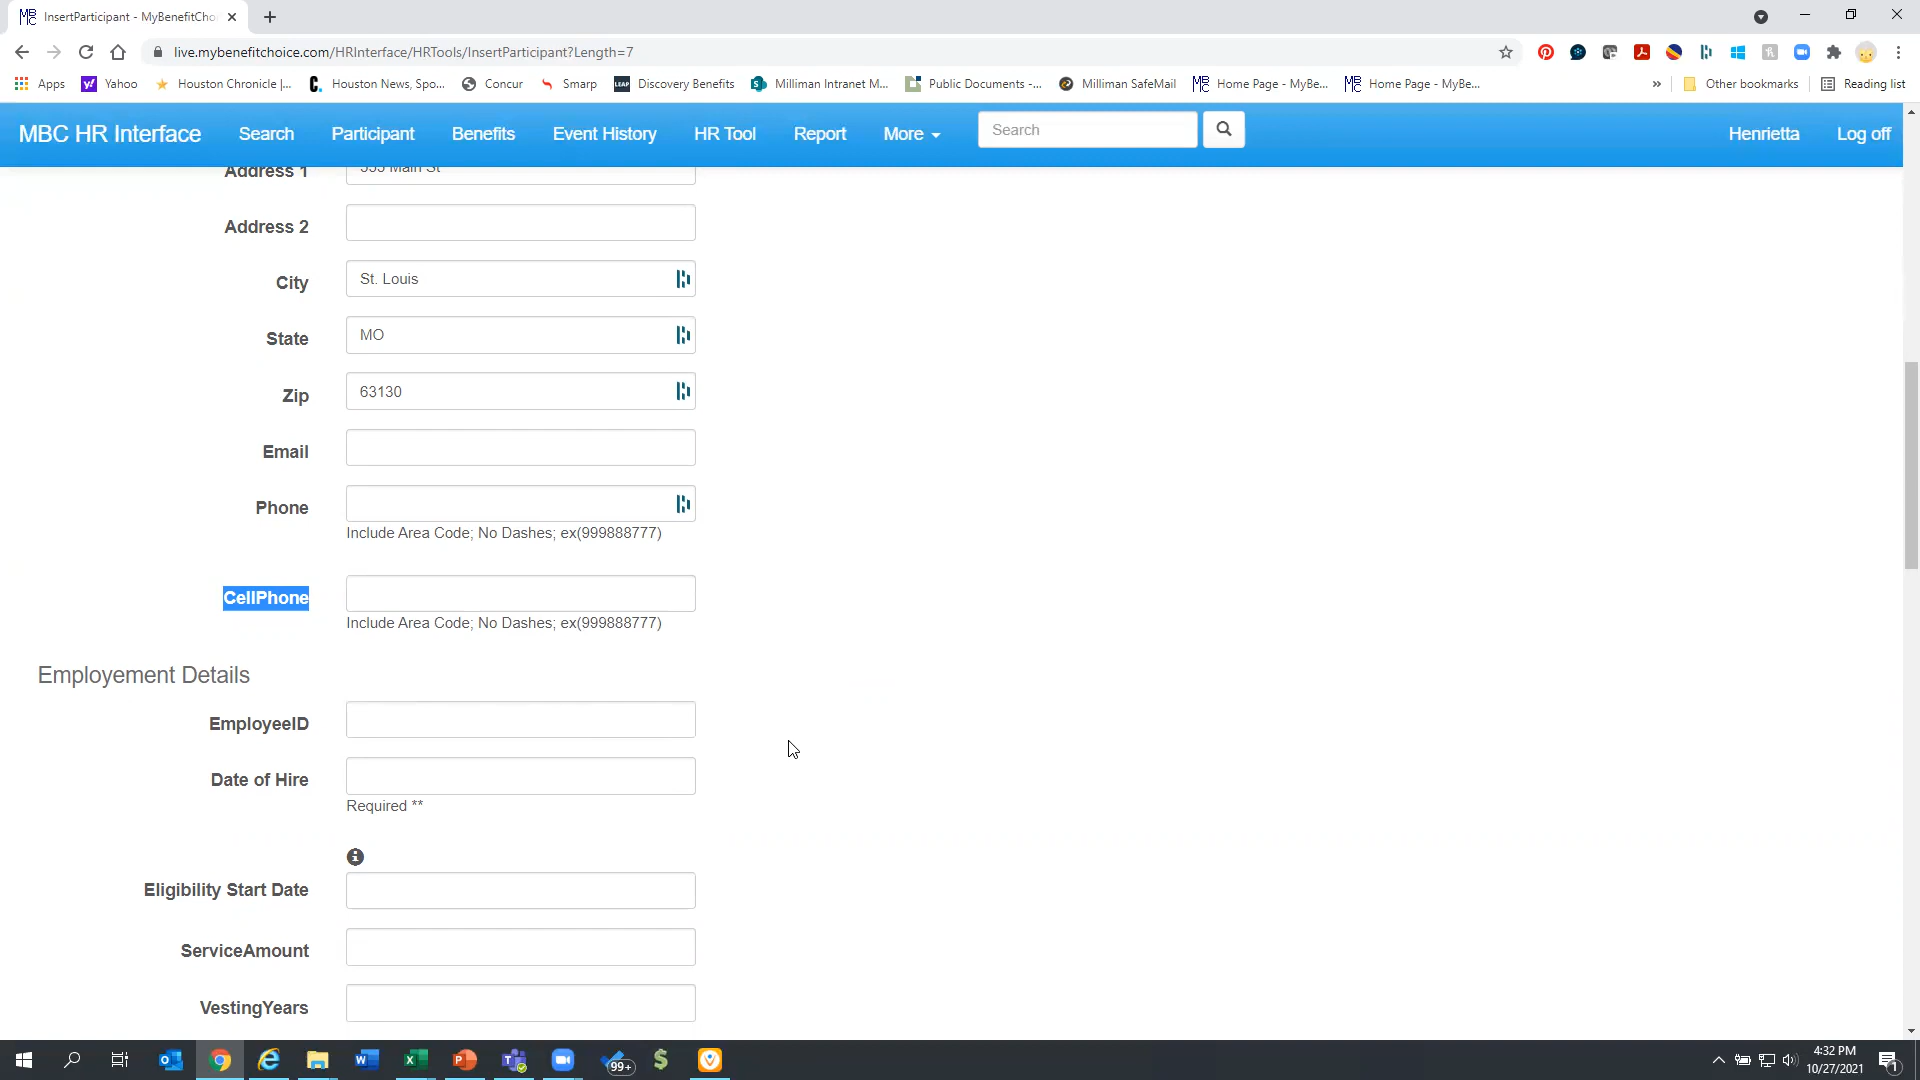 InsertParticipant - MyBenefitCho
live.mybenefitchoice.com/HRInterface/HRTools/InsertParticipant?Length=7
Apps
Yahoo
Houston Chronicle |...
Houston News, Spo...
Concur
Smarp
Discovery Benefits
Milliman Intranet M...
Public Documents -...
Milliman SafeMail
Home Page - MyBe...
Home Page - MyBe...
»
Other bookmarks
Reading list
MBC HR Interface
Search
Participant
Benefits
Event History
HR Tool
Report
More
Search
Henrietta
Log off
Address 1 555 Main St
Address 2
City St. Louis
State MO
Zip 63130
Email
Phone
Include Area Code; No Dashes; ex(999888777)
CellPhone
Include Area Code; No Dashes; ex(999888777)
Employement Details
EmployeeID
Date of Hire
Required **
Eligibility Start Date
ServiceAmount
VestingYears
99+
4:32 PM
10/27/2021
1